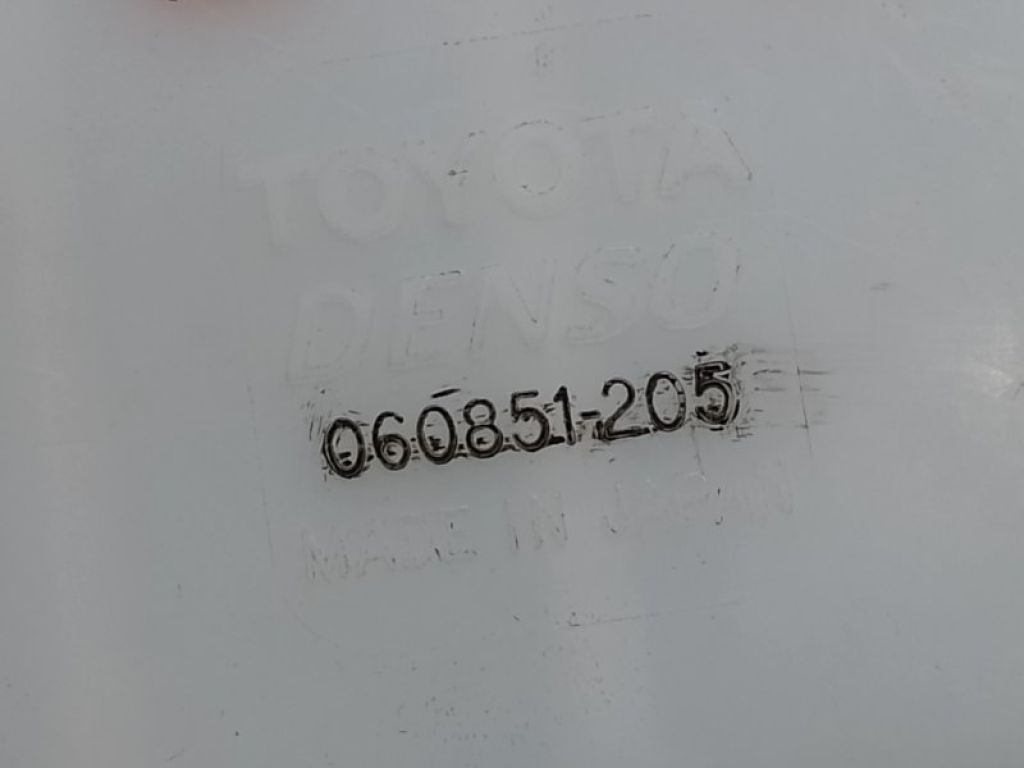 TOYOTA
DENSO
060851-205
MADE IN JAPAN